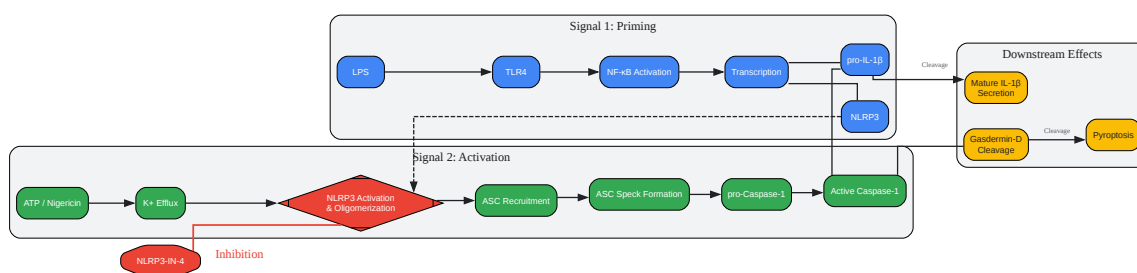 Signal 1: Priming
LPS
TLR4
NF-κB Activation
Transcription
pro-IL-1β
NLRP3
Cleavage
Downstream Effects
Mature IL-1β
Secretion
Gasdermin-D
Cleavage
Cleavage
Pyroptosis
Signal 2: Activation
ATP / Nigericin
K+ Efflux
NLRP3 Activation
& Oligomerization
ASC Recruitment
ASC Speck Formation
pro-Caspase-1
Active Caspase-1
NLRP3-IN-4
Inhibition